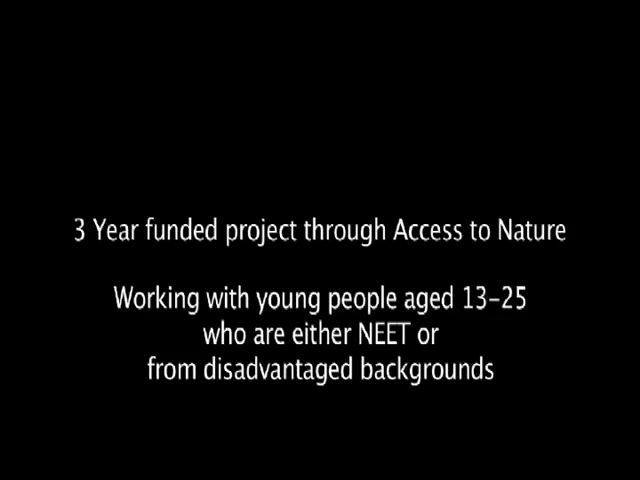 3 Year funded project through Access to Nature
Working with young people aged 13-25
who are either NEET or
from disadvantaged backgrounds